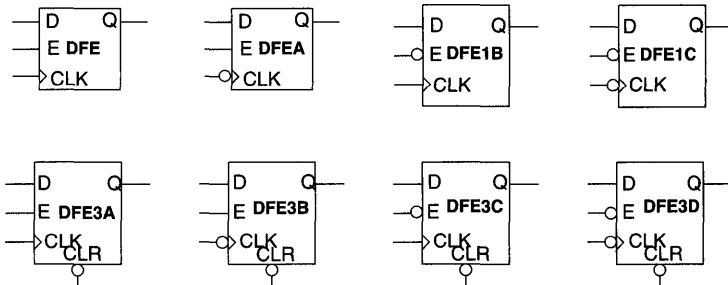 D Q
E DFE
CLK
D Q
E DFEA
CLK
D Q
E DFE1B
CLK
D Q
E DFE1C
CLK
D Q
E DFE3A
CLK
CLR
D Q
E DFE3B
CLK
CLR
D Q
E DFE3C
CLK
CLR
D Q
E DFE3D
CLK
CLR